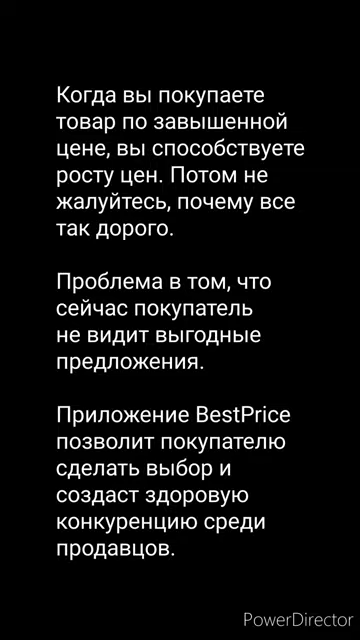 Когда вы покупаете
товар по завышенной
цене, вы способствуете
росту цен. Потом не
жалуйтесь, почему все
так дорого.
Проблема в том, что
сейчас покупатель
не видит выгодные
предложения.
Приложение BestPrice
позволит покупателю
сделать выбор и
создаст здоровую
конкуренцию среди
продавцов.
PowerDirector